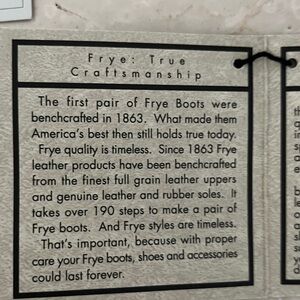 Frye: True
Craftsmanship
The first pair of Frye Boots were
benchcrafted in 1863. What made them
America's best then still holds true today.
Frye quality is timeless. Since 1863 Frye
leather products have been benchcrafted
from the finest full grain leather uppers
and genuine leather and rubber soles. It
takes over 190 steps to make a pair of
Frye boots. And Frye styles are timeless.
That's important, because with proper
care your Frye boots, shoes and accessories
could last forever.